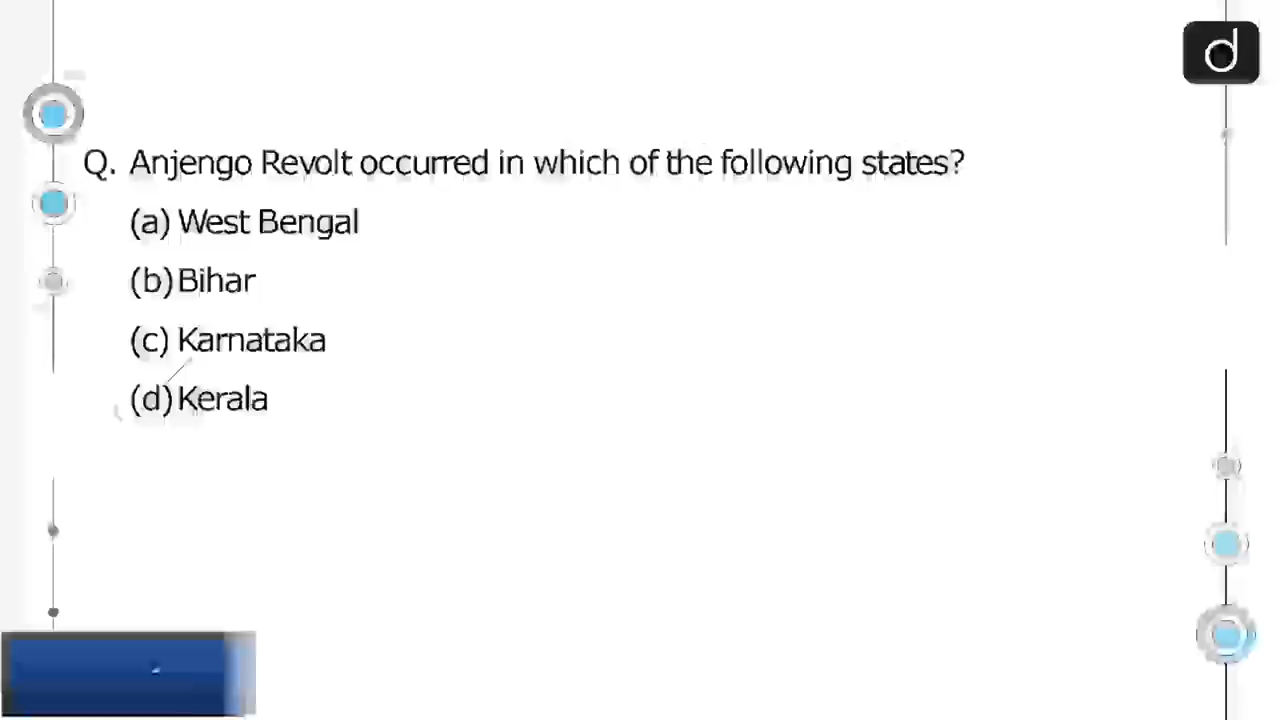 d
Q. Anjengo Revolt occurred in which of the following states?
(a) West Bengal
(b) Bihar
(c) Karnataka
(d) Kerala